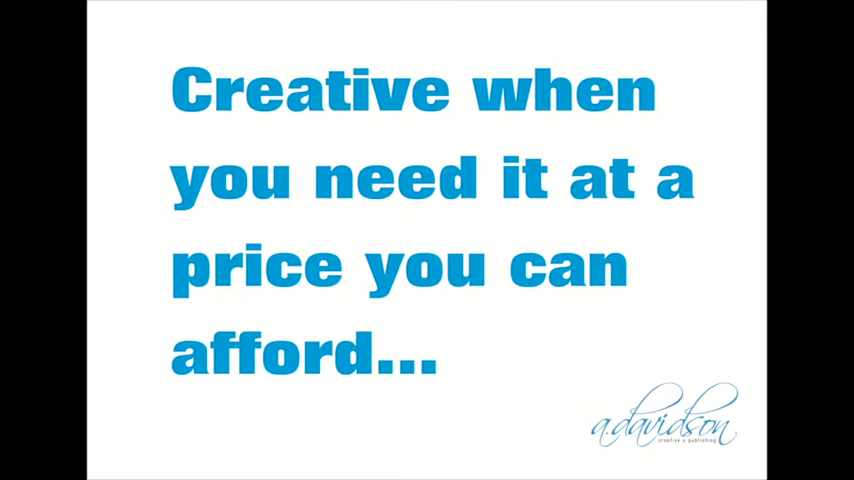 Creative when
you need it at a
price you can
afford...
a.davidson
creative & publishing